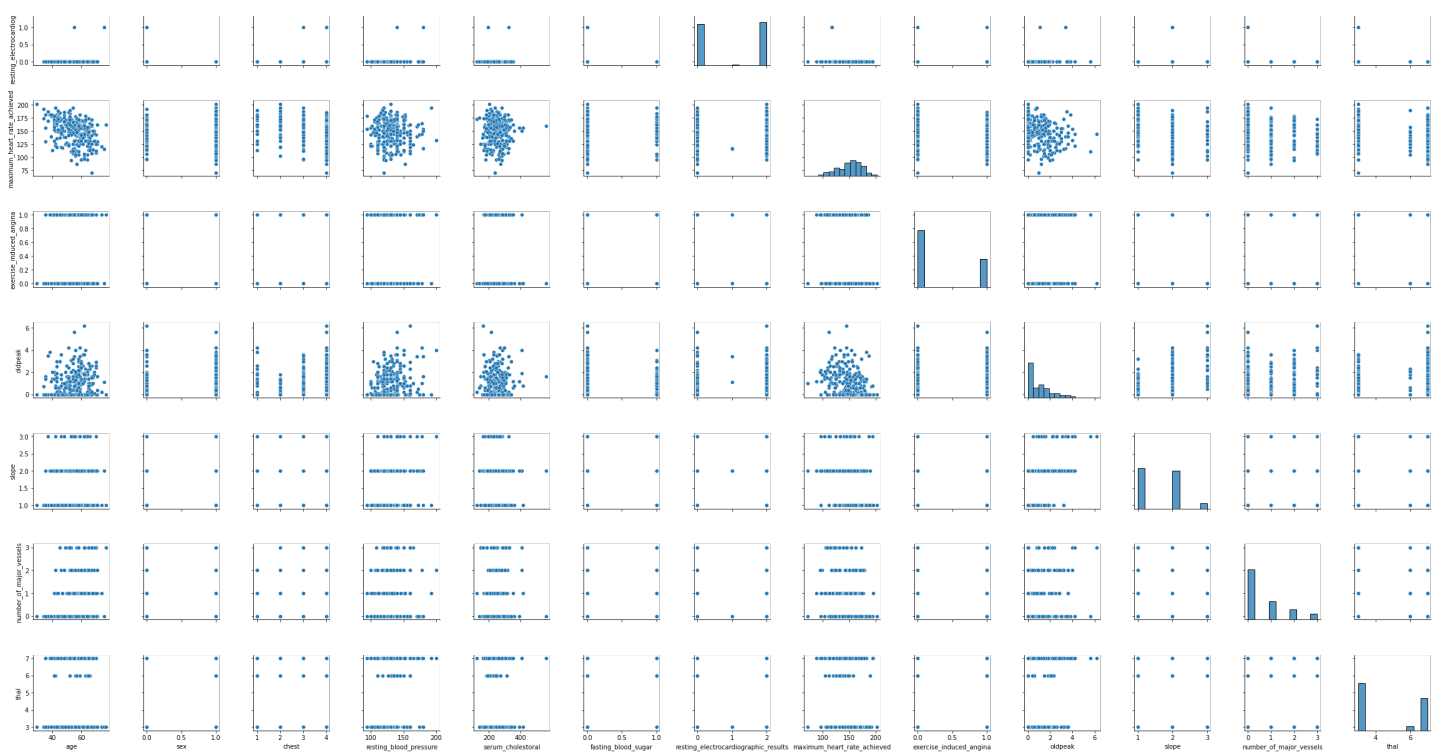 resting_electrocardiog
1.0
0.5
0.0
0
1
2
maximum_heart_rate_achieved
200
175
150
125
100
75
exercise_induced_angina
1.0
0.8
0.6
0.4
0.2
0.0
oldpeak
6
4
2
0
slope
3.0
2.5
2.0
1.5
1.0
number_of_major_vessels
3
2
1
0
thal
7
6
5
4
3
40 60
0.0 0.5 1.0
1 2 3 4
100 150 200
200 400
0.0 0.5 1.0
0 1 2
100 150 200
0.0 0.5 1.0
0 2 4 6
1 2 3
0 1 2 3
4 6
age sex chest resting_blood_pressure serum_cholestoral fasting_blood_sugar resting_electrocardiographic_results maximum_heart_rate_achieved exercise_induced_angina oldpeak slope number_of_major_vessels thal